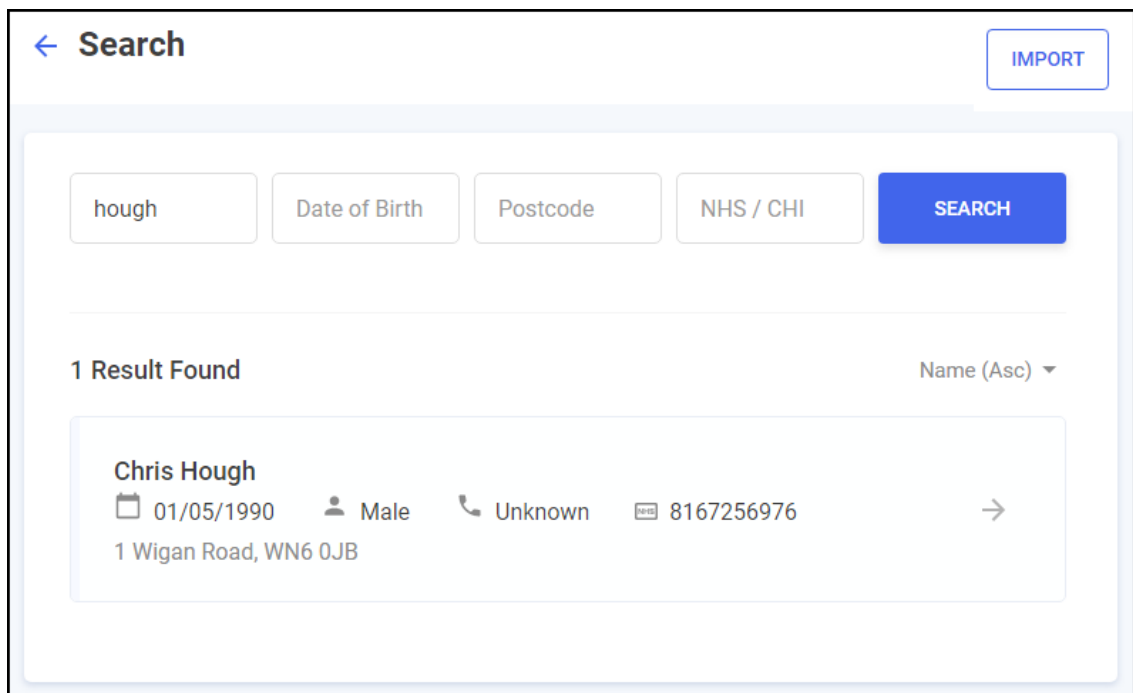 Search
IMPORT
hough Date of Birth Postcode NHS / CHI SEARCH
1 Result Found Name (Asc)
Chris Hough
01/05/1990 Male Unknown NHS 8167256976
1 Wigan Road, WN6 0JB